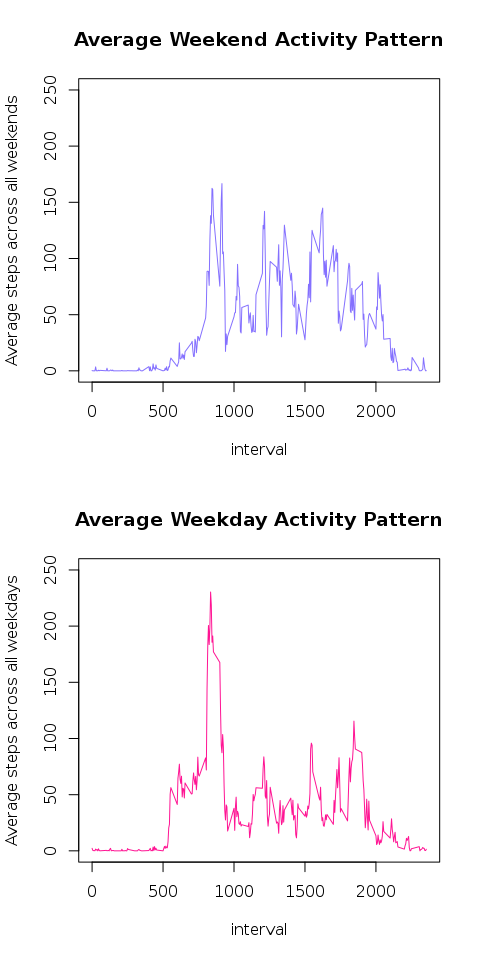 Average Weekend Activity Pattern
Average steps across all weekends
250
200
150
100
50
0
0 500 1000 1500 2000
interval
Average Weekday Activity Pattern
Average steps across all weekdays
250
200
150
100
50
0
0 500 1000 1500 2000
interval